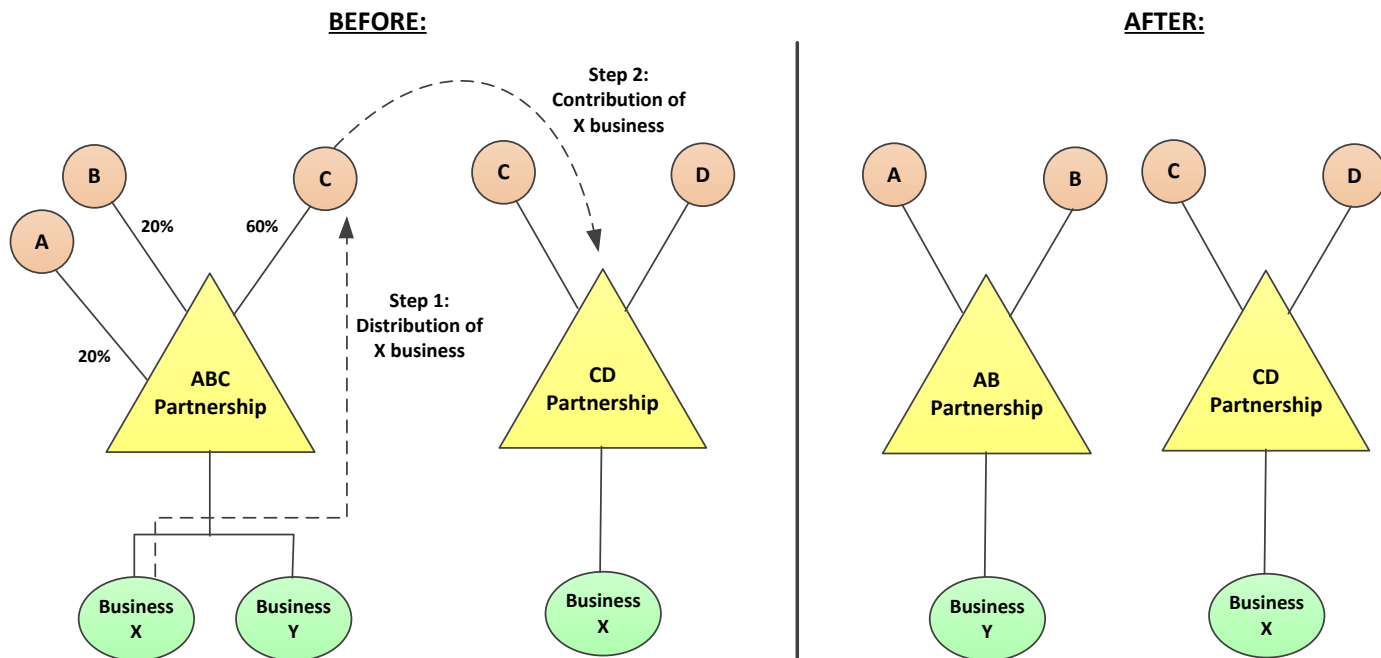 BEFORE:
AFTER:
Step 2:
Contribution of
X business
B
C
C
D
A
20%
60%
20%
Step 1:
Distribution of
X business
ABC
Partnership
CD
Partnership
Business
X
Business
Y
Business
X
A
B
C
D
AB
Partnership
CD
Partnership
Business
Y
Business
X